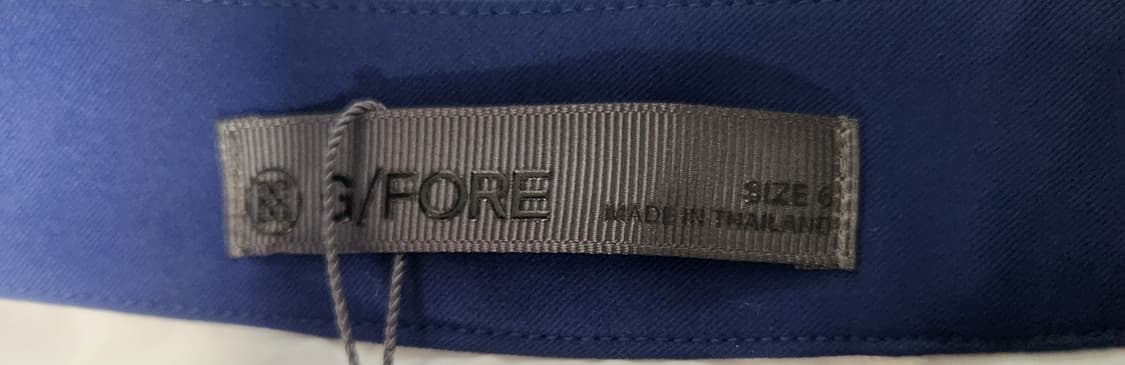 G/FORE
SIZE 6
MADE IN THAILAND